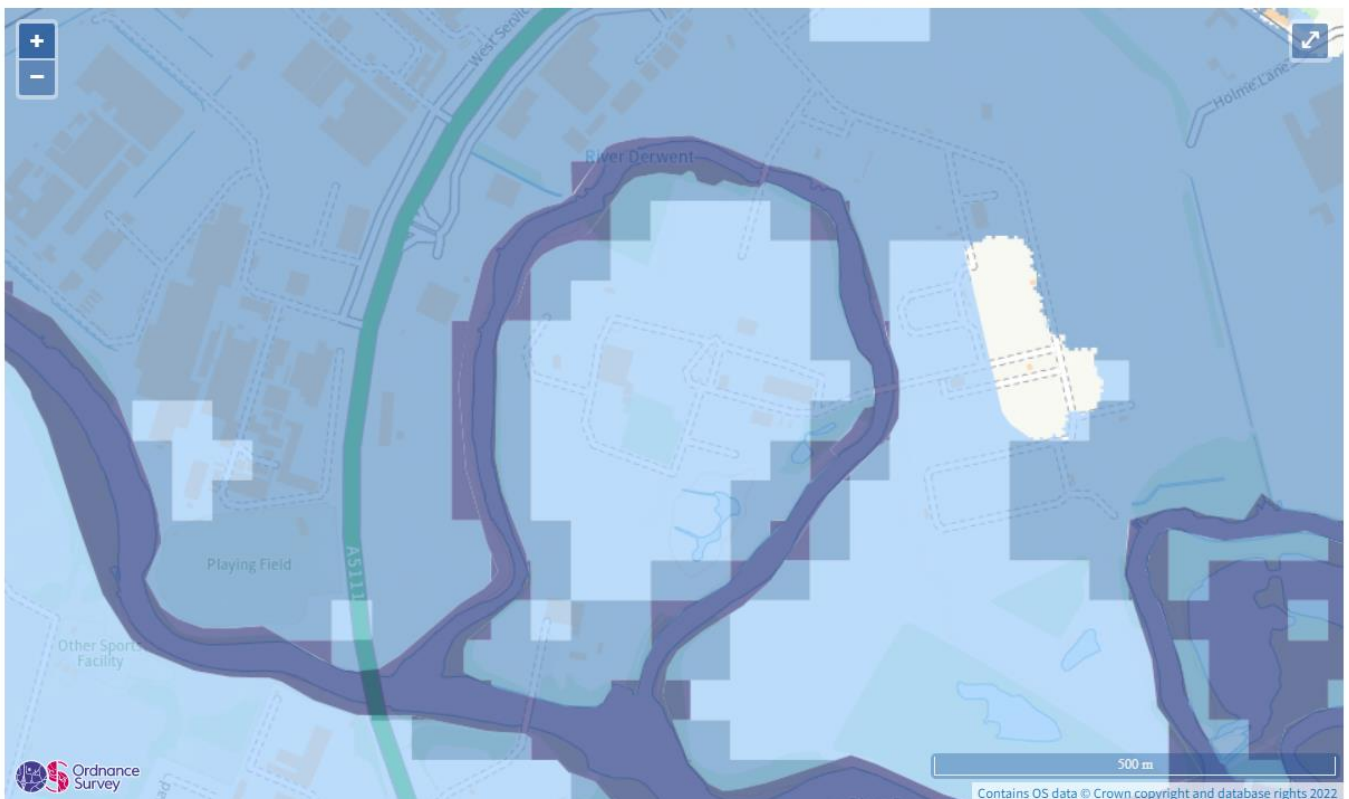 +
−
West Servic
Holme Lane
River Derwent
Playing Field
A5111
Other Sports
Facility
Ordnance
Survey
500 m
Contains OS data © Crown copyright and database rights 2022